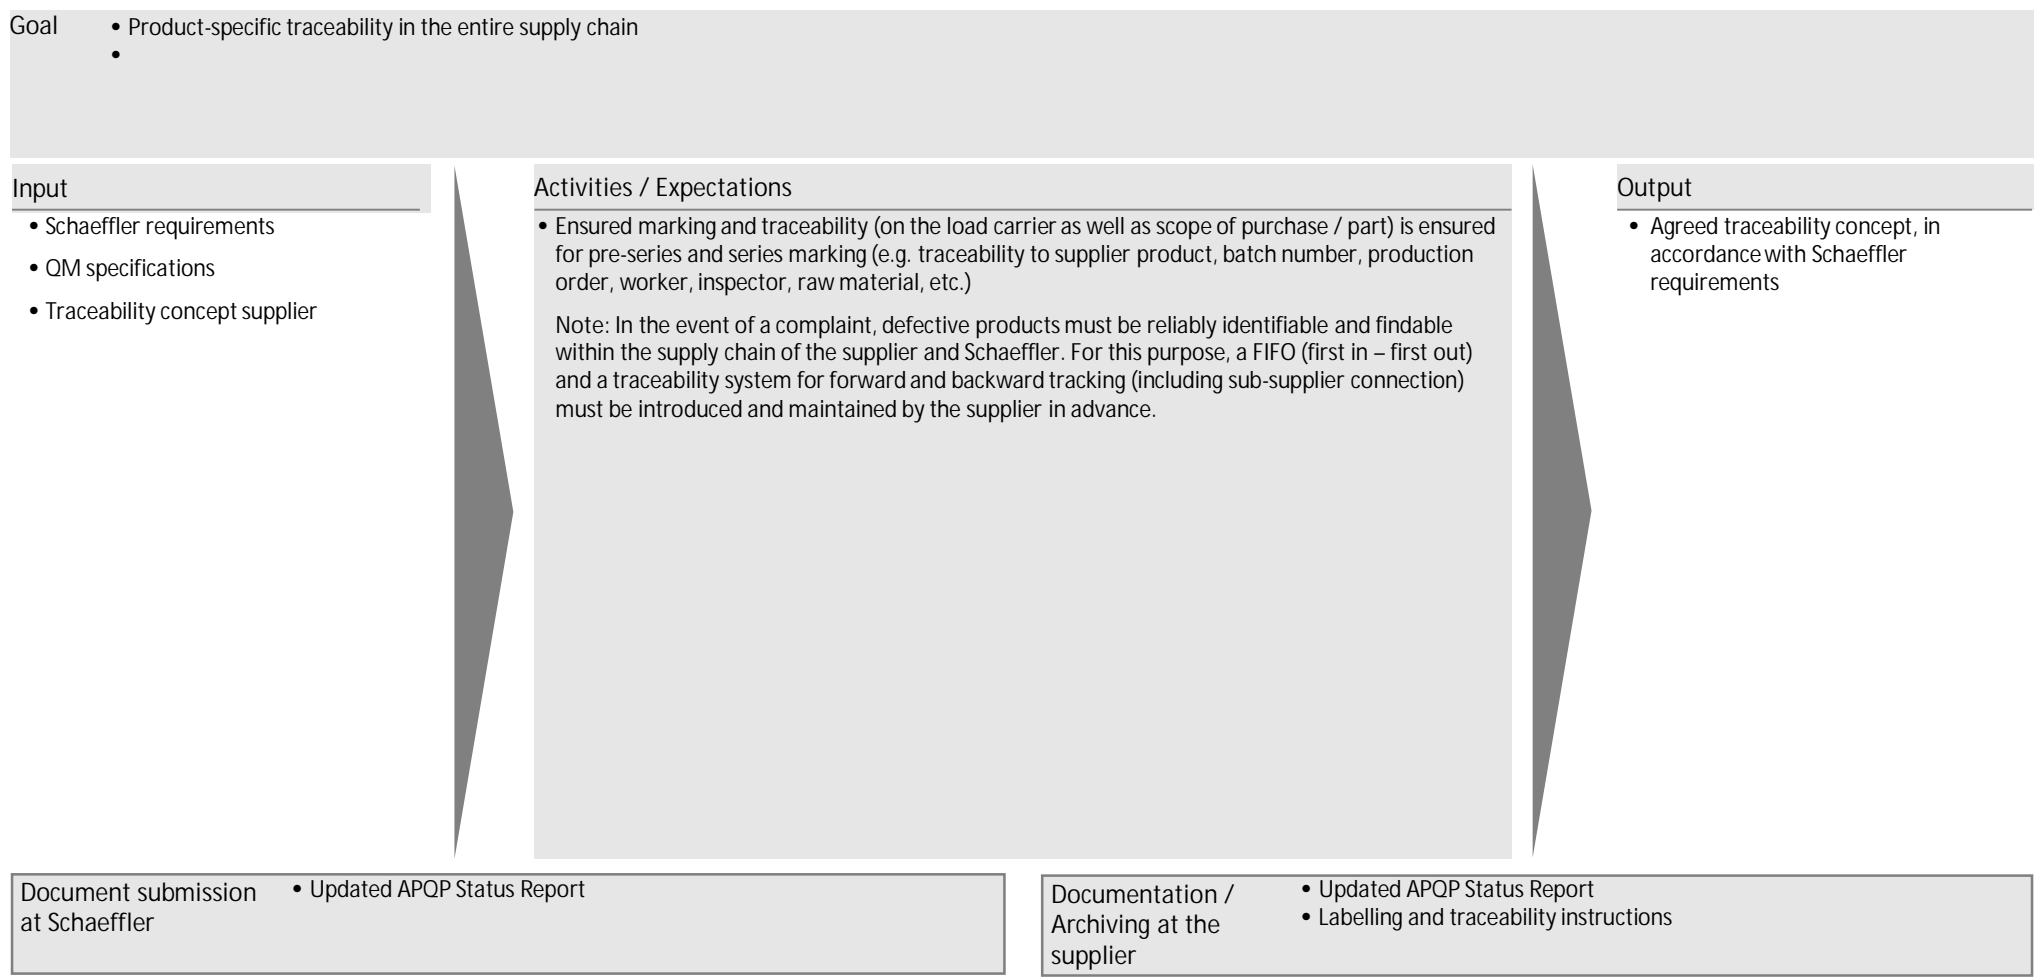 Goal
• Product-specific traceability in the entire supply chain
•
Input
• Schaeffler requirements
• QM specifications
• Traceability concept supplier
Activities / Expectations
• Ensured marking and traceability (on the load carrier as well as scope of purchase / part) is ensured
for pre-series and series marking (e.g. traceability to supplier product, batch number, production
order, worker, inspector, raw material, etc.)
Note: In the event of a complaint, defective products must be reliably identifiable and findable
within the supply chain of the supplier and Schaeffler. For this purpose, a FIFO (first in – first out)
and a traceability system for forward and backward tracking (including sub-supplier connection)
must be introduced and maintained by the supplier in advance.
Output
• Agreed traceability concept, in
accordance with Schaeffler
requirements
Document submission
at Schaeffler
• Updated APQP Status Report
Documentation /
Archiving at the
supplier
• Updated APQP Status Report
• Labelling and traceability instructions